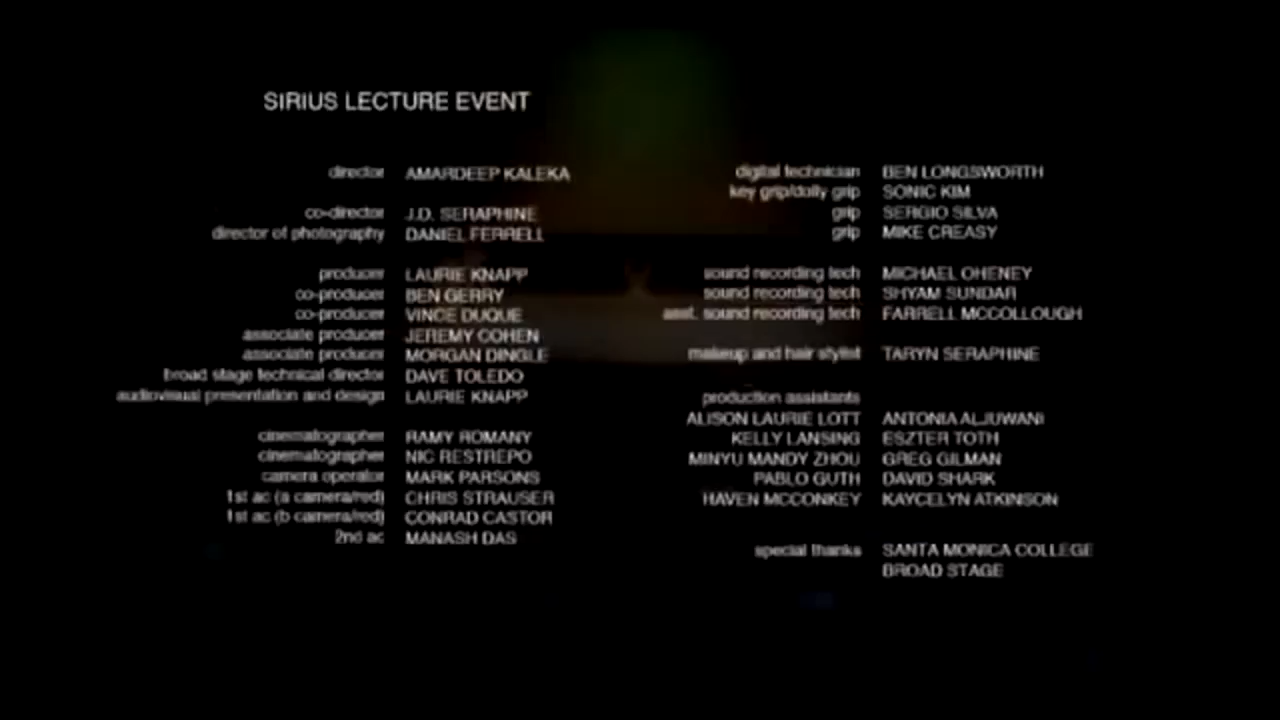 SIRIUS LECTURE EVENT
director AMARDEEP KALEKA
co-director J.D. SERAPHINE
director of photography DANIEL FERRELL
producer LAURIE KNAPP
co-producer BEN GERRY
co-producer VINCE DUQUE
associate producer JEREMY COHEN
associate producer MORGAN DINGLE
broad stage technical director DAVE TOLEDO
audiovisual presentation and design LAURIE KNAPP
cinematographer RAMY ROMANY
cinematographer NIC RESTREPO
camera operator MARK PARSONS
1st ac (a camera/red) CHRIS STRAUSER
1st ac (b camera/red) CONRAD CASTOR
2nd ac MANASH DAS
digital technician BEN LONGSWORTH
key grip/dolly grip SONIC KIM
grip SERGIO SILVA
grip MIKE CREASY
sound recording tech MICHAEL OHENEY
sound recording tech SHYAM SUNDAR
asst. sound recording tech FARRELL MCCOLLOUGH
makeup and hair stylist TARYN SERAPHINE
production assistants
ALISON LAURIE LOTT ANTONIA ALJUWANI
KELLY LANSING ESZTER TOTH
MINYU MANDY ZHOU GREG GILMAN
PABLO GUTH DAVID SHARK
HAVEN MCCONKEY KAYCELYN ATKINSON
special thanks SANTA MONICA COLLEGE
BROAD STAGE